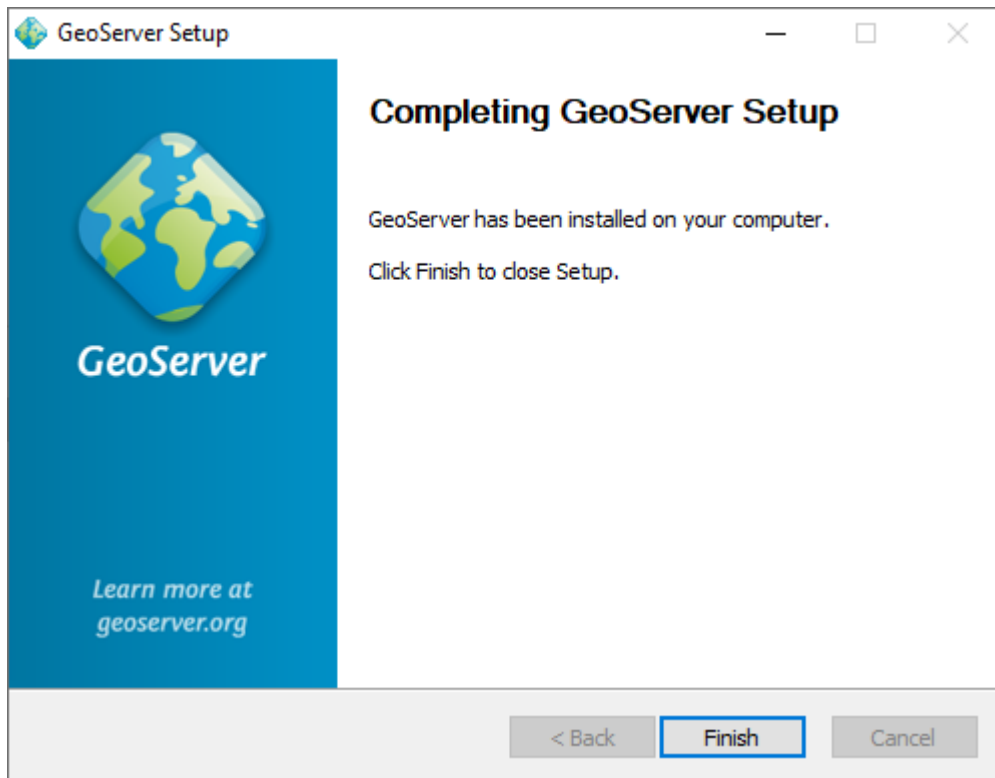 GeoServer Setup
Completing GeoServer Setup
GeoServer has been installed on your computer.
Click Finish to close Setup.
GeoServer
Learn more at
geoserver.org
< Back
Finish
Cancel